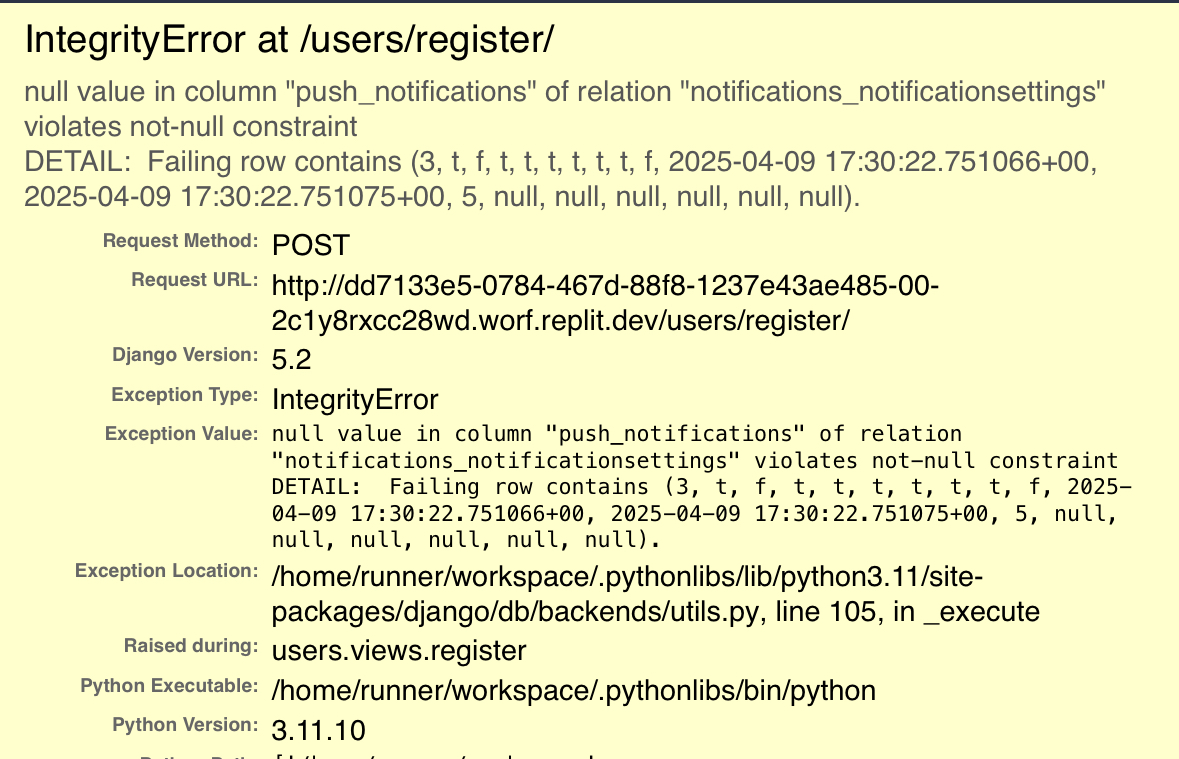 IntegrityError at /users/register/
null value in column "push_notifications" of relation "notifications_notificationsettings"
violates not-null constraint
DETAIL:  Failing row contains (3, t, f, t, t, t, t, t, t, f, 2025-04-09 17:30:22.751066+00,
2025-04-09 17:30:22.751075+00, 5, null, null, null, null, null, null).
Request Method: POST
Request URL: http://dd7133e5-0784-467d-88f8-1237e43ae485-00-
2c1y8rxcc28wd.worf.replit.dev/users/register/
Django Version: 5.2
Exception Type: IntegrityError
Exception Value: null value in column "push_notifications" of relation
"notifications_notificationsettings" violates not-null constraint
DETAIL:  Failing row contains (3, t, f, t, t, t, t, t, t, f, 2025-
04-09 17:30:22.751066+00, 2025-04-09 17:30:22.751075+00, 5, null,
null, null, null, null, null).
Exception Location: /home/runner/workspace/.pythonlibs/lib/python3.11/site-
packages/django/db/backends/utils.py, line 105, in _execute
Raised during: users.views.register
Python Executable: /home/runner/workspace/.pythonlibs/bin/python
Python Version: 3.11.10